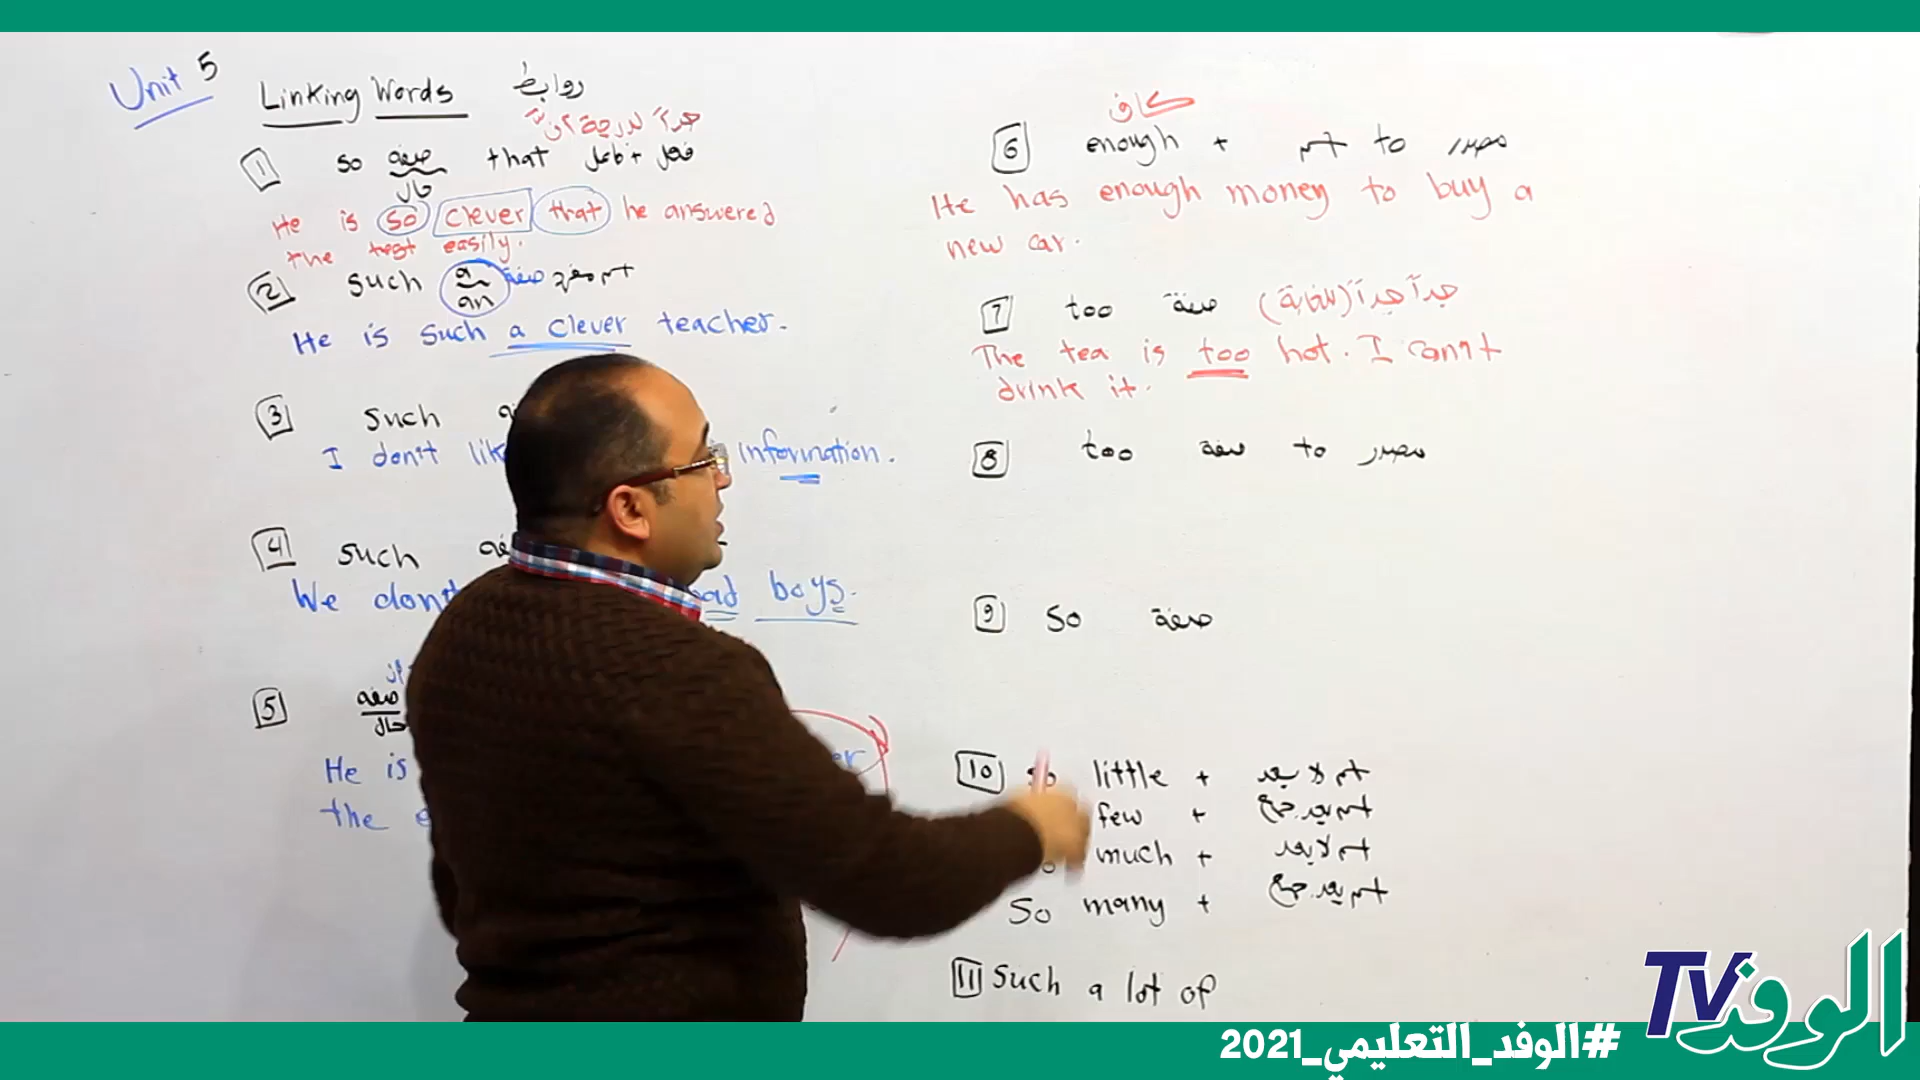 Unit 5
Linking Words روابط
جداً لدرجة أن
1 so صفه that فاعل + فعل
حال
He is so clever that he answered
the test easily.
2 such a صفة اسم مفرد
an
He is such a clever teacher.
3 such
I don't information.
4 such
We don't boys.
5 صفه
حال
He is
the
كاف
6 enough + اسم to مصدر
He has enough money to buy a
new car.
7 too صفة جداً جداً (للغاية)
The tea is too hot. I can't
drink it.
8 too صفه to مصدر
9 So صفة
10 so little + اسم لا يعد
few + اسم يعد جمع
much + اسم لا يعد
So many + اسم يعد جمع
11 Such a lot of
الوفد TV
#الوفد_التعليمي_2021